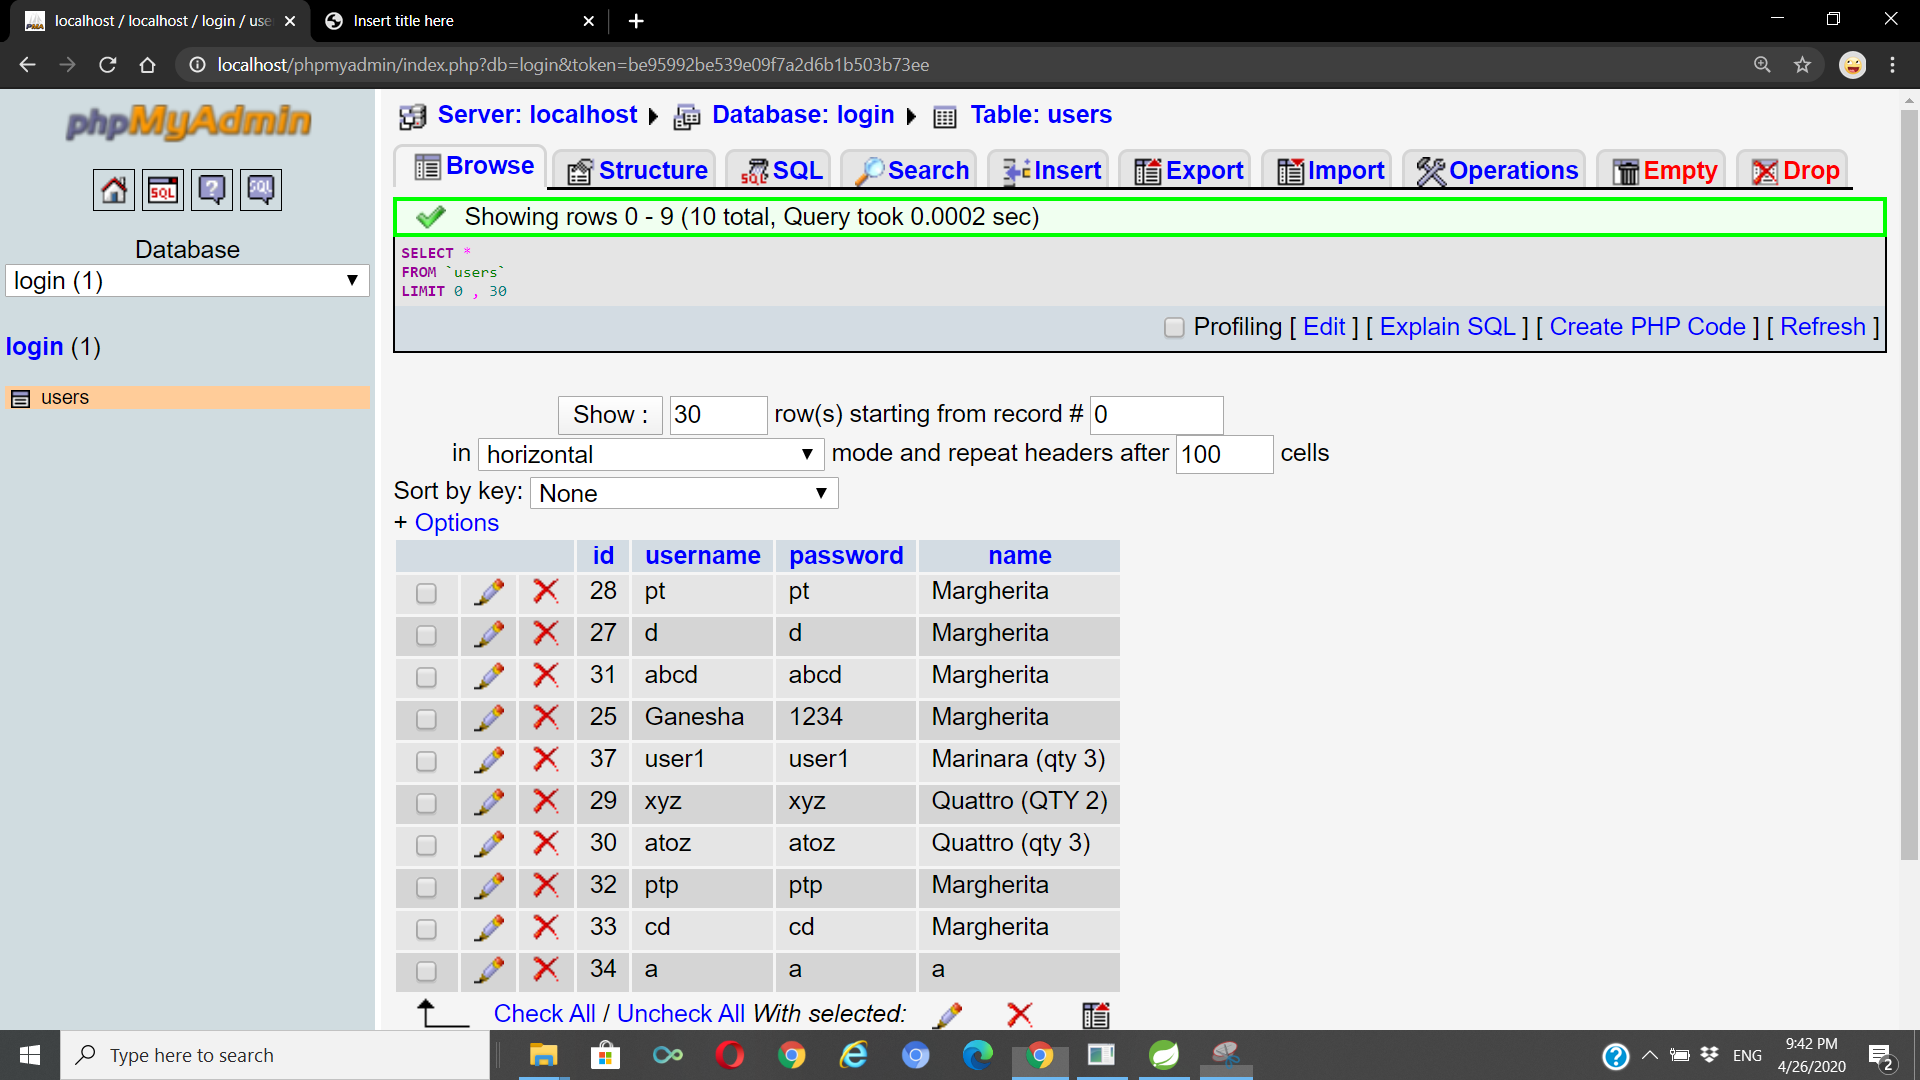 localhost / localhost / login / use
Insert title here
localhost/phpmyadmin/index.php?db=login&token=be95992be539e09f7a2d6b1b503b73ee
phpMyAdmin
SQL
?
SQL
Database
login (1)
login (1)
users
Server: localhost Database: login Table: users
Browse Structure SQL Search Insert Export Import Operations Empty Drop
Showing rows 0 - 9 (10 total, Query took 0.0002 sec)
SELECT *
FROM `users`
LIMIT 0 , 30
Profiling [ Edit ] [ Explain SQL ] [ Create PHP Code ] [ Refresh ]
Show : 30 row(s) starting from record # 0
in horizontal mode and repeat headers after 100 cells
Sort by key: None
+ Options
id username password name
28 pt pt Margherita
27 d d Margherita
31 abcd abcd Margherita
25 Ganesha 1234 Margherita
37 user1 user1 Marinara (qty 3)
29 xyz xyz Quattro (QTY 2)
30 atoz atoz Quattro (qty 3)
32 ptp ptp Margherita
33 cd cd Margherita
34 a a a
Check All / Uncheck All With selected:
Type here to search
ENG
9:42 PM
4/26/2020
2